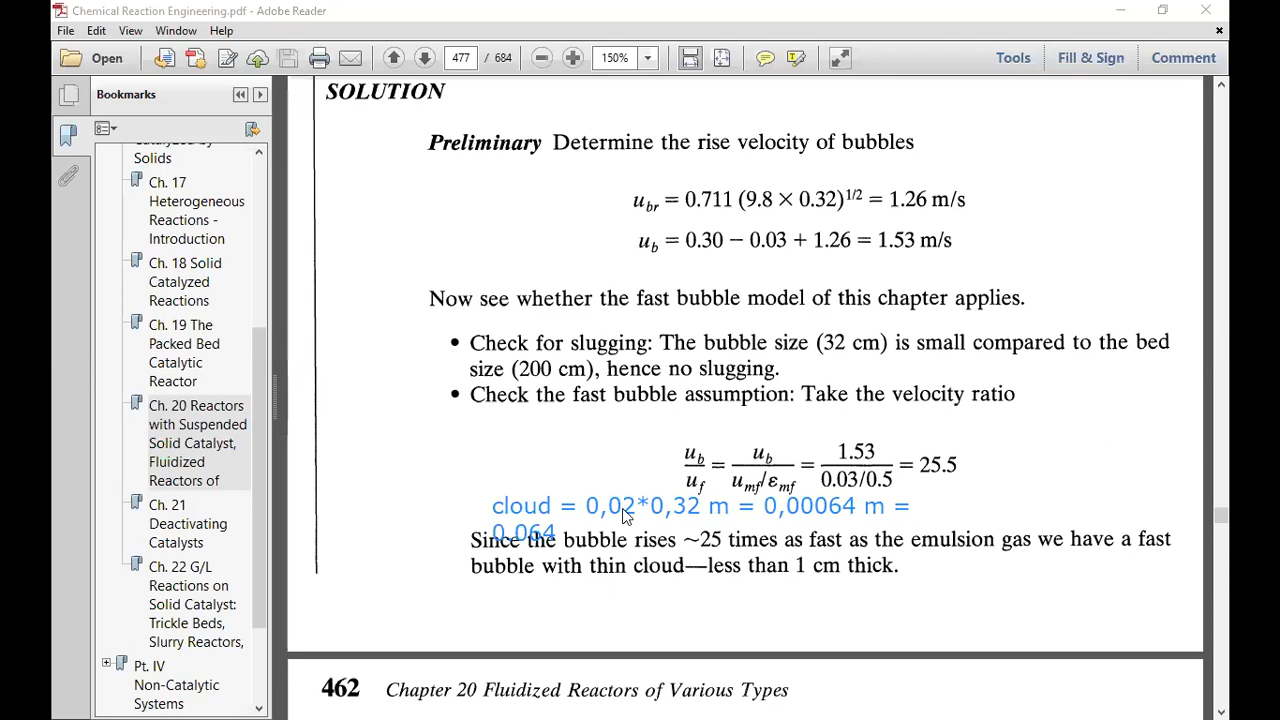 Chemical Reaction Engineering.pdf - Adobe Reader
File Edit View Window Help
Open 477 / 684 150% Tools Fill & Sign Comment
Bookmarks
Solids
Ch. 17
Heterogeneous
Reactions -
Introduction
Ch. 18 Solid
Catalyzed
Reactions
Ch. 19 The
Packed Bed
Catalytic
Reactor
Ch. 20 Reactors
with Suspended
Solid Catalyst,
Fluidized
Reactors of
Ch. 21
Deactivating
Catalysts
Ch. 22 G/L
Reactions on
Solid Catalyst:
Trickle Beds,
Slurry Reactors,
Pt. IV
Non-Catalytic
Systems
SOLUTION
Preliminary Determine the rise velocity of bubbles
u_br = 0.711 (9.8 × 0.32)^1/2 = 1.26 m/s
u_b = 0.30 − 0.03 + 1.26 = 1.53 m/s
Now see whether the fast bubble model of this chapter applies.
• Check for slugging: The bubble size (32 cm) is small compared to the bed
size (200 cm), hence no slugging.
• Check the fast bubble assumption: Take the velocity ratio
u_b/u_f = u_b/(u_mf/ε_mf) = 1.53/(0.03/0.5) = 25.5
cloud = 0,02*0,32 m = 0,00064 m =
0,064
Since the bubble rises ~25 times as fast as the emulsion gas we have a fast
bubble with thin cloud—less than 1 cm thick.
462 Chapter 20 Fluidized Reactors of Various Types